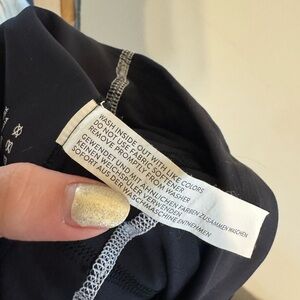 WASH INSIDE OUT WITH LIKE COLORS
DO NOT USE FABRIC SOFTENER
REMOVE PROMPTLY FROM WASHER
GEWENDET UND MIT ÄHNLICHEN FARBEN ZUSAMMEN WASCHEN
KEINEN WEICHSPÜLER VERWENDEN
SOFORT AUS DER WASCHMASCHINE ENTNEHMEN